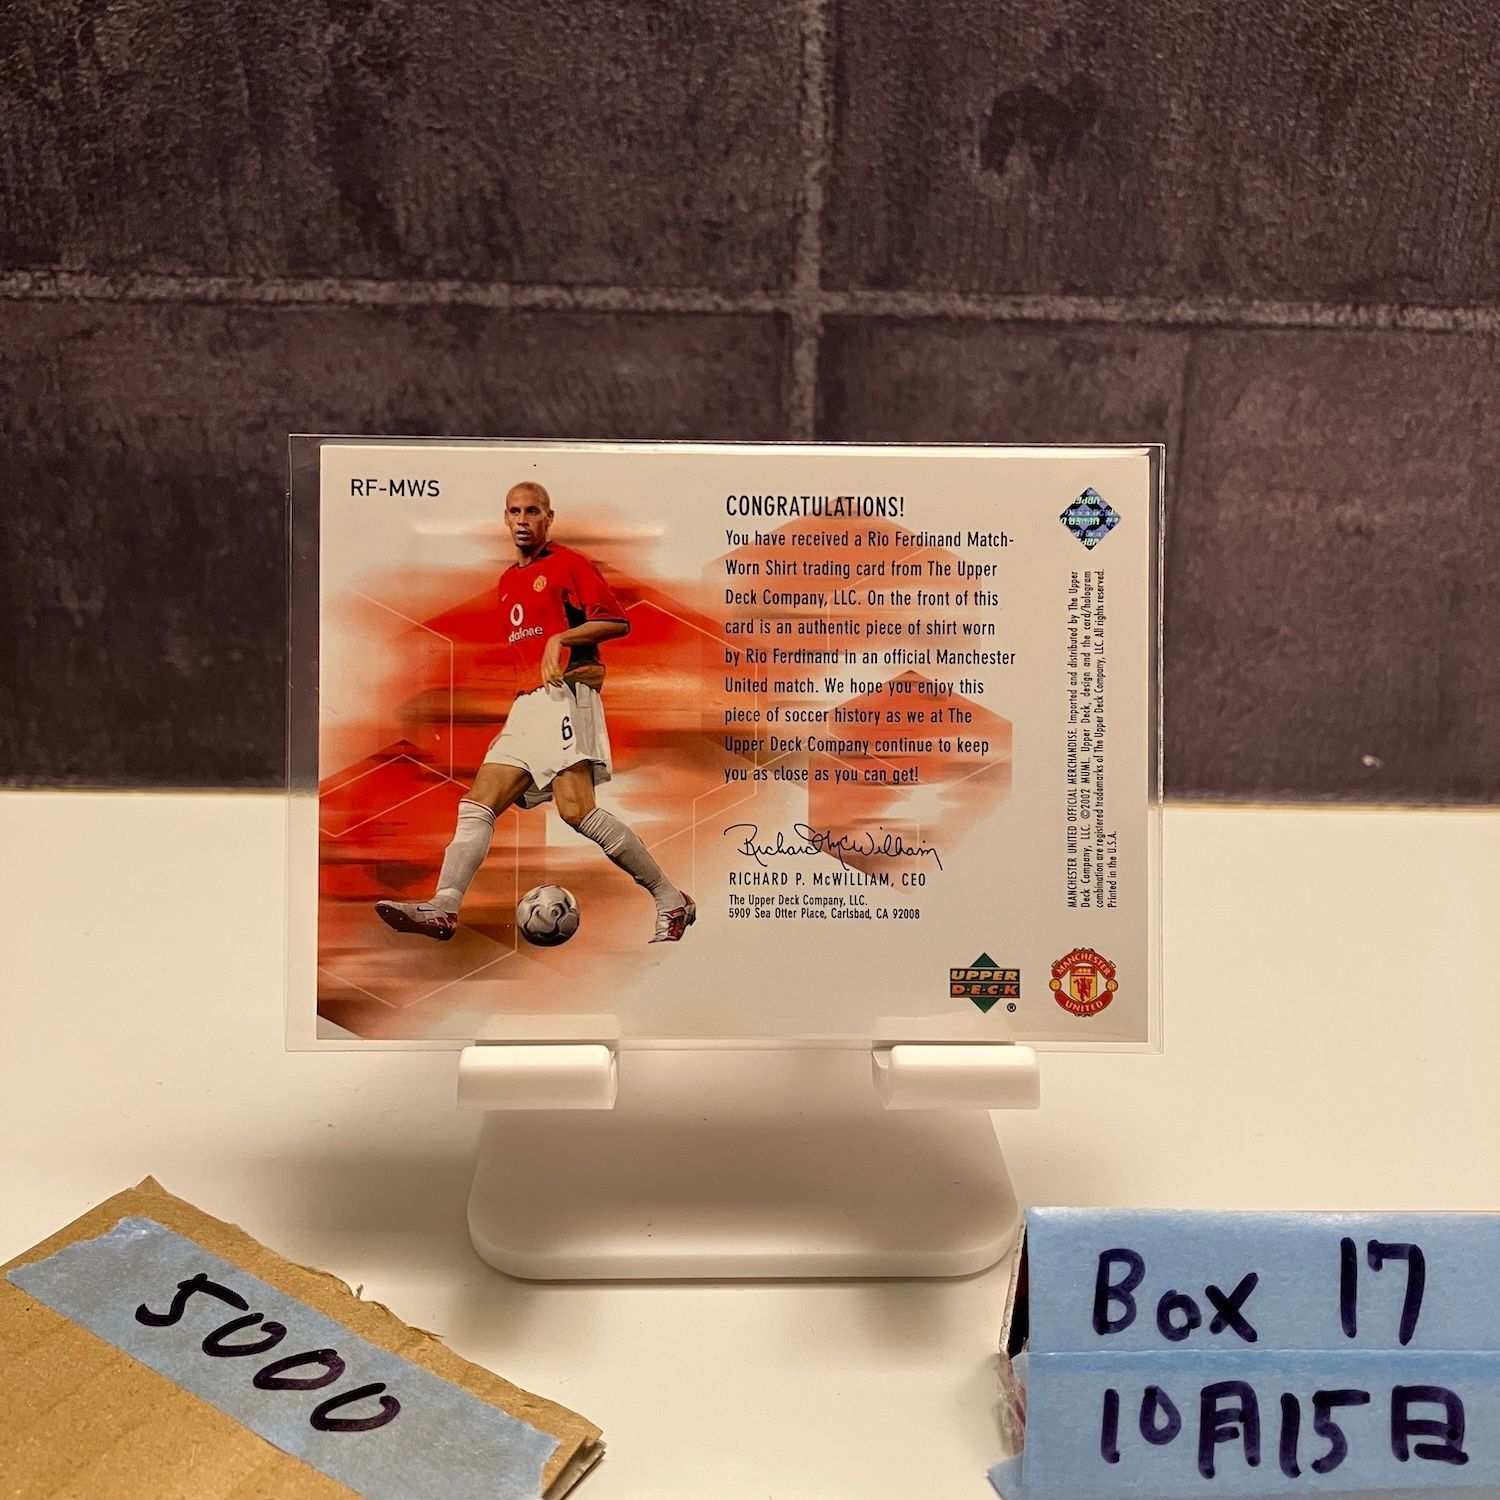 RF-MWS
CONGRATULATIONS!
You have received a Rio Ferdinand Match-
Worn Shirt trading card from The Upper
Deck Company, LLC. On the front of this
card is an authentic piece of shirt worn
by Rio Ferdinand in an official Manchester
United match. We hope you enjoy this
piece of soccer history as we at The
Upper Deck Company continue to keep
you as close as you can get!
Richard McWilliam
RICHARD P. McWILLIAM, CEO
The Upper Deck Company, LLC.
5909 Sea Otter Place, Carlsbad, CA 92008
MANCHESTER UNITED OFFICIAL MERCHANDISE. Imported and distributed by The Upper
Deck Company, LLC. ©2002 MUML. Upper Deck, design and the card/hologram
combination are registered trademarks of The Upper Deck Company, LLC. All rights reserved.
Printed in the U.S.A.
UPPER
D·E·C·K
®
MANCHESTER
UNITED
dafone
6
5000
Box 17
10月15日